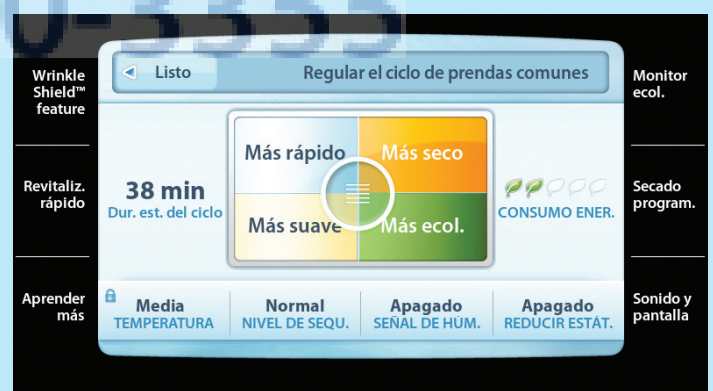 0-3355
Wrinkle
Shield™
feature
Revitaliz.
rápido
Aprender
más
Listo
Regular el ciclo de prendas comunes
38 min
Dur. est. del ciclo
Más rápido
Más seco
Más suave
Más ecol.
CONSUMO ENER.
Media
TEMPERATURA
Normal
NIVEL DE SEQU.
Apagado
SEÑAL DE HÚM.
Apagado
REDUCIR ESTÁT.
Monitor
ecol.
Secado
program.
Sonido y
pantalla